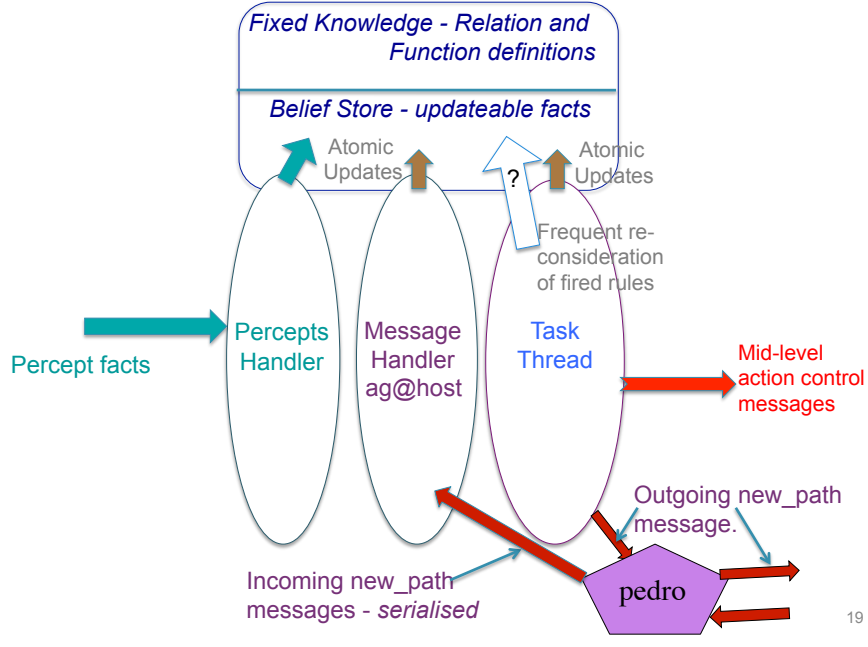 Fixed Knowledge - Relation and
Function definitions
Belief Store - updateable facts
Atomic
Updates
?
Atomic
Updates
Frequent re-
consideration
of fired rules
Percept facts
Percepts
Handler
Message
Handler
ag@host
Task
Thread
Mid-level
action control
messages
Outgoing new_path
message.
Incoming new_path
messages - serialised
pedro
19